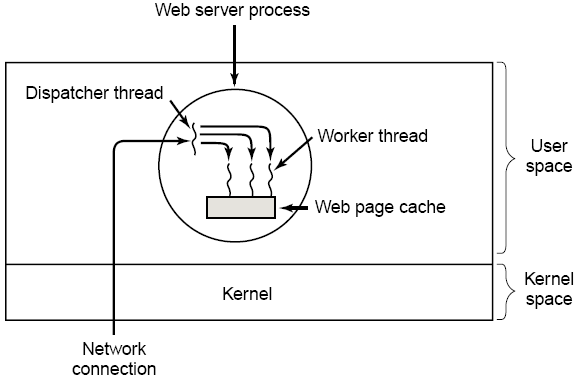 Web server process
Dispatcher thread
Worker thread
User
space
Web page cache
Kernel
Kernel
space
Network
connection